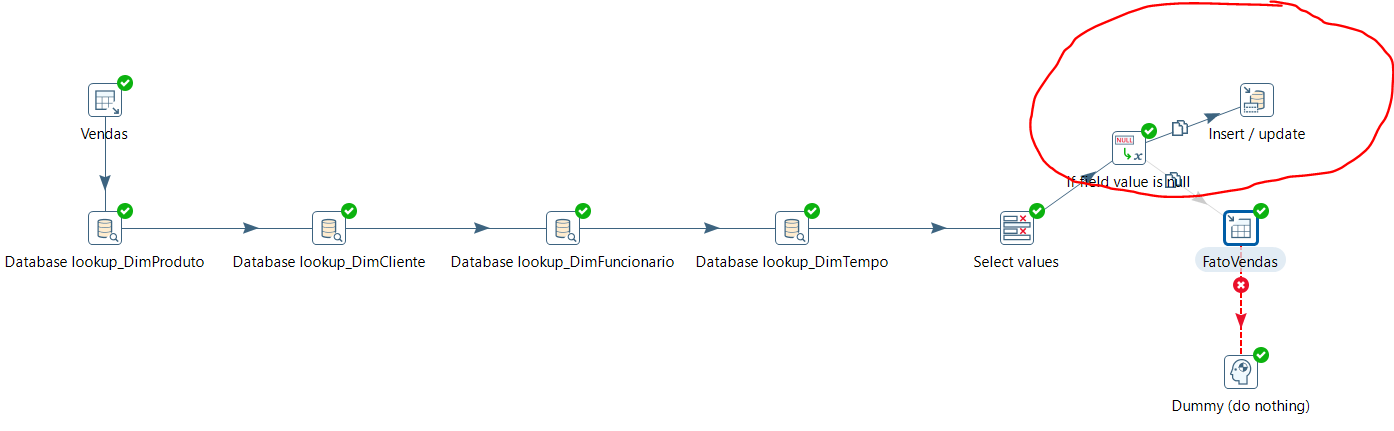 Vendas
NULL
x
Insert / update
If field value is null
Database lookup_DimProduto
Database lookup_DimCliente
Database lookup_DimFuncionario
Database lookup_DimTempo
Select values
FatoVendas
Dummy (do nothing)